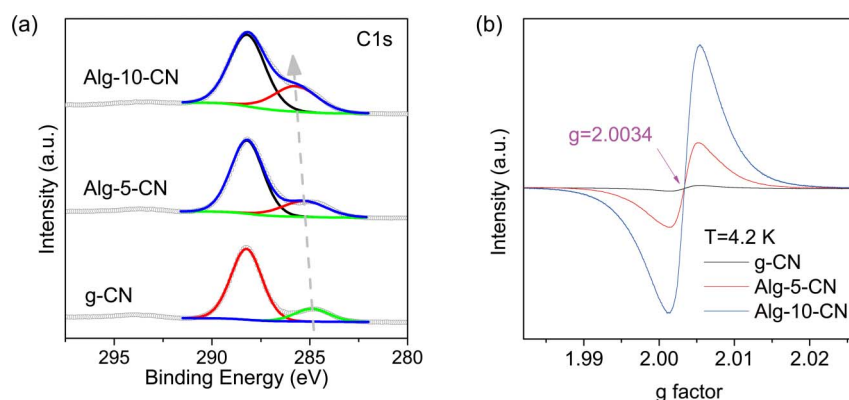 (a)
C1s
Alg-10-CN
Alg-5-CN
g-CN
Intensity (a.u.)
295 290 285 280
Binding Energy (eV)
(b)
g=2.0034
T=4.2 K
g-CN
Alg-5-CN
Alg-10-CN
Intensity (a.u.)
1.99 2.00 2.01 2.02
g factor